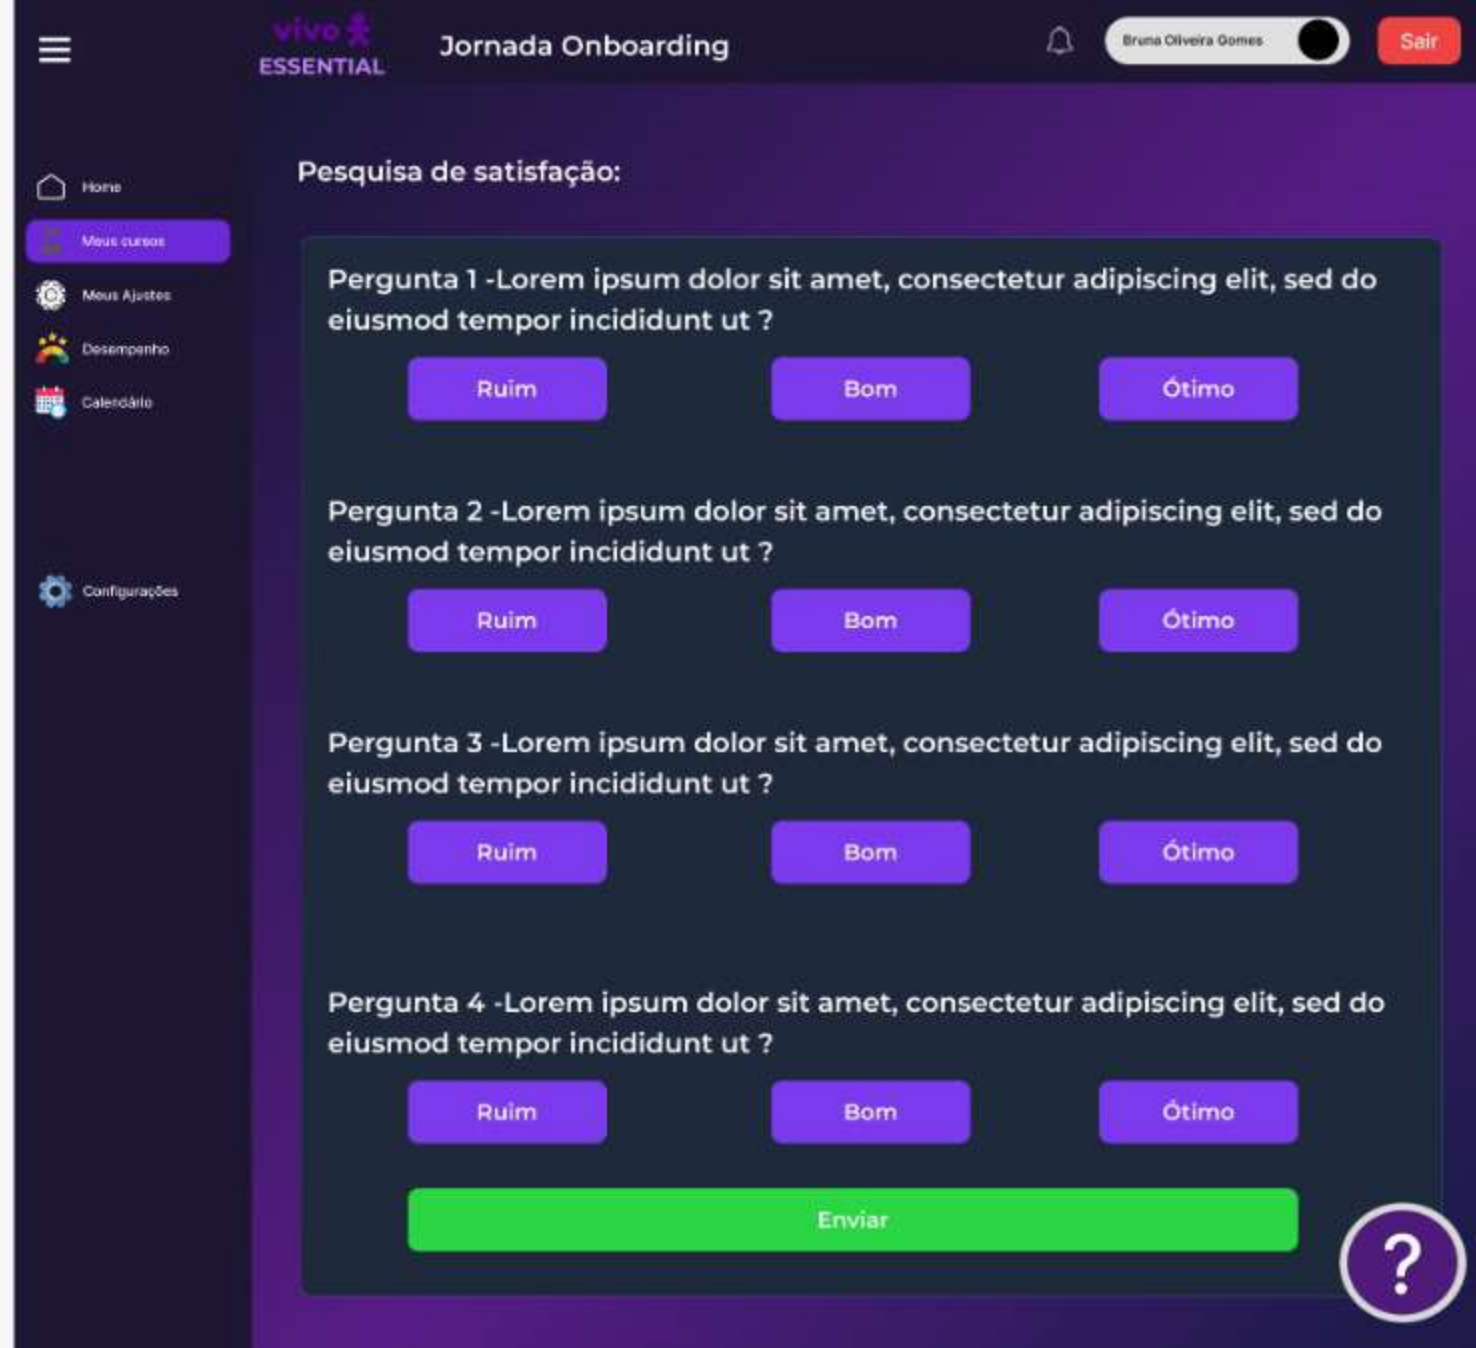 vivo
ESSENTIAL
Jornada Onboarding
Bruna Oliveira Gomes
Sair
Home
Meus cursos
Meus Ajustes
Desempenho
Calendário
Configurações
Pesquisa de satisfação:
Pergunta 1 -Lorem ipsum dolor sit amet, consectetur adipiscing elit, sed do
eiusmod tempor incididunt ut ?
Ruim Bom Ótimo
Pergunta 2 -Lorem ipsum dolor sit amet, consectetur adipiscing elit, sed do
eiusmod tempor incididunt ut ?
Ruim Bom Ótimo
Pergunta 3 -Lorem ipsum dolor sit amet, consectetur adipiscing elit, sed do
eiusmod tempor incididunt ut ?
Ruim Bom Ótimo
Pergunta 4 -Lorem ipsum dolor sit amet, consectetur adipiscing elit, sed do
eiusmod tempor incididunt ut ?
Ruim Bom Ótimo
Enviar
?